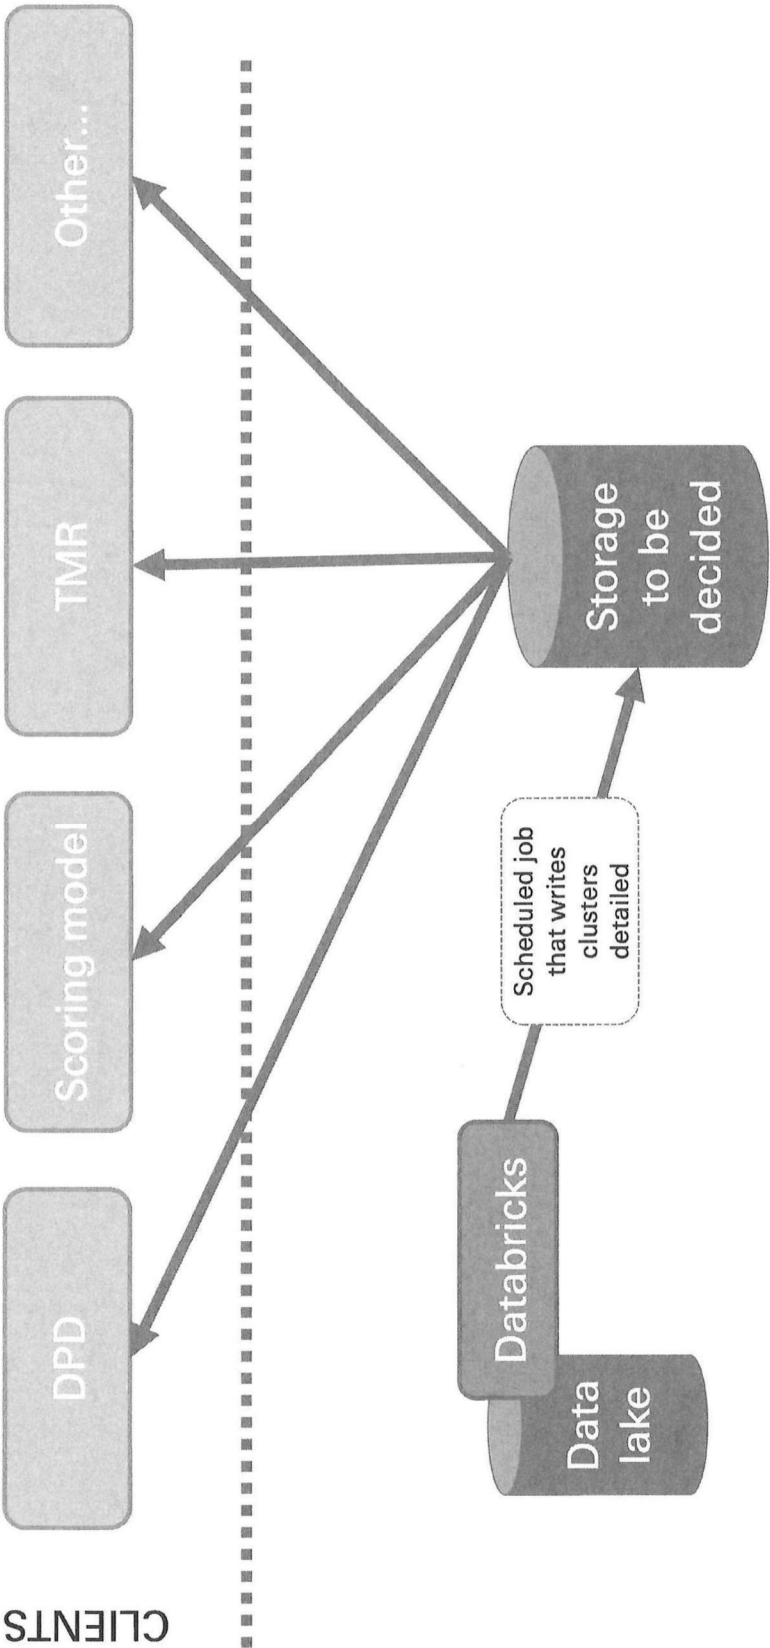 CLIENTS
DPD
Scoring model
TMR
Other...
Data
lake
Databricks
Scheduled job
that writes
clusters
detailed
Storage
to be
decided